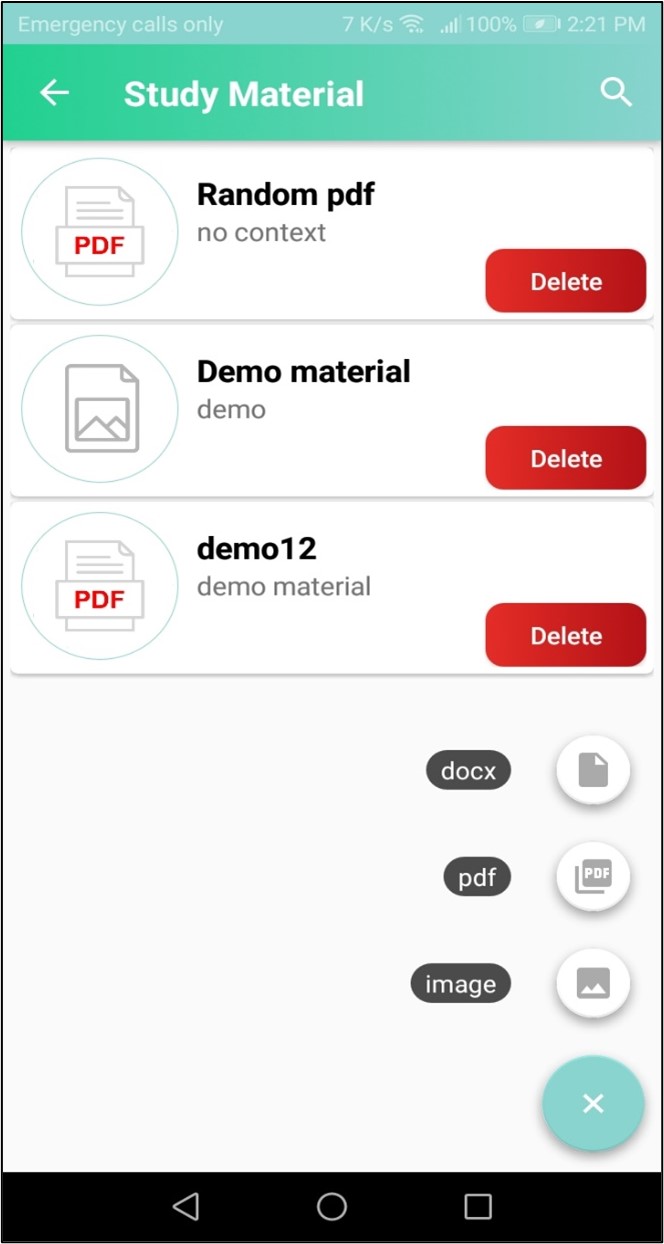 Emergency calls only 7 K/s 100% 2:21 PM
Study Material
Random pdf
PDF
no context
Delete
Demo material
demo
Delete
demo12
PDF
demo material
Delete
docx
pdf
PDF
image